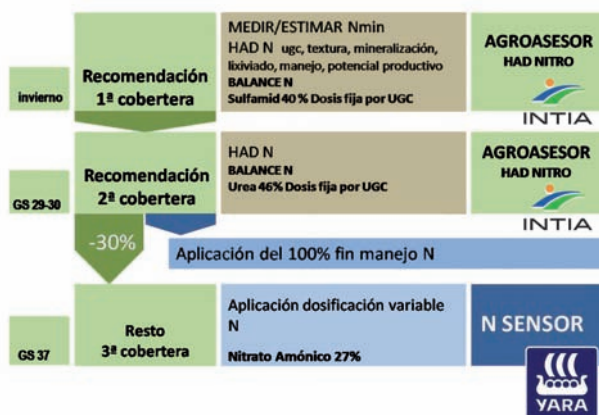 invierno
Recomendación
1ª cobertera
MEDIR/ESTIMAR Nmin
HAD N ugc, textura, mineralización,
lixiviado, manejo, potencial productivo
BALANCE N
Sulfamid 40 % Dosis fija por UGC
AGROASESOR
HAD NITRO
INTIA
GS 29-30
Recomendación
2ª cobertera
HAD N
BALANCE N
Urea 46% Dosis fija por UGC
AGROASESOR
HAD NITRO
INTIA
-30%
Aplicación del 100% fin manejo N
GS 37
Resto
3ª cobertera
Aplicación dosificación variable
N
Nitrato Amónico 27%
N SENSOR
YARA